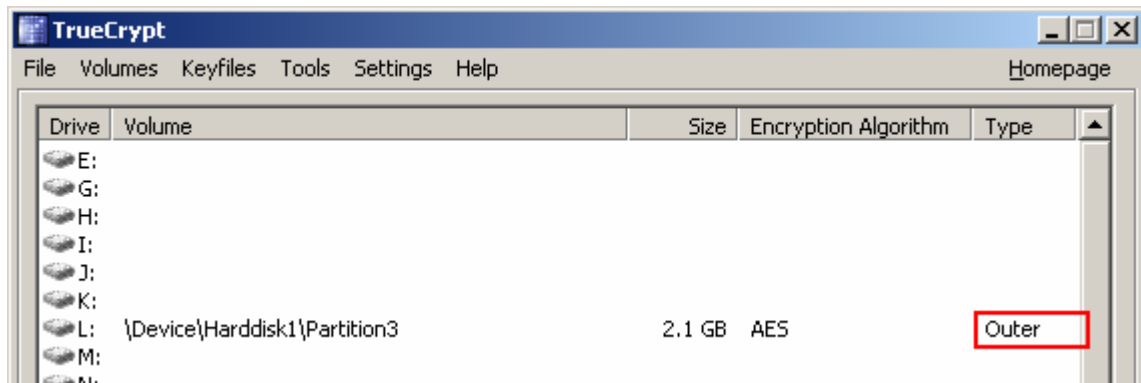 TrueCrypt
File Volumes Keyfiles Tools Settings Help Homepage
Drive Volume Size Encryption Algorithm Type
E:
G:
H:
I:
J:
K:
L: \Device\Harddisk1\Partition3 2.1 GB AES Outer
M:
N: